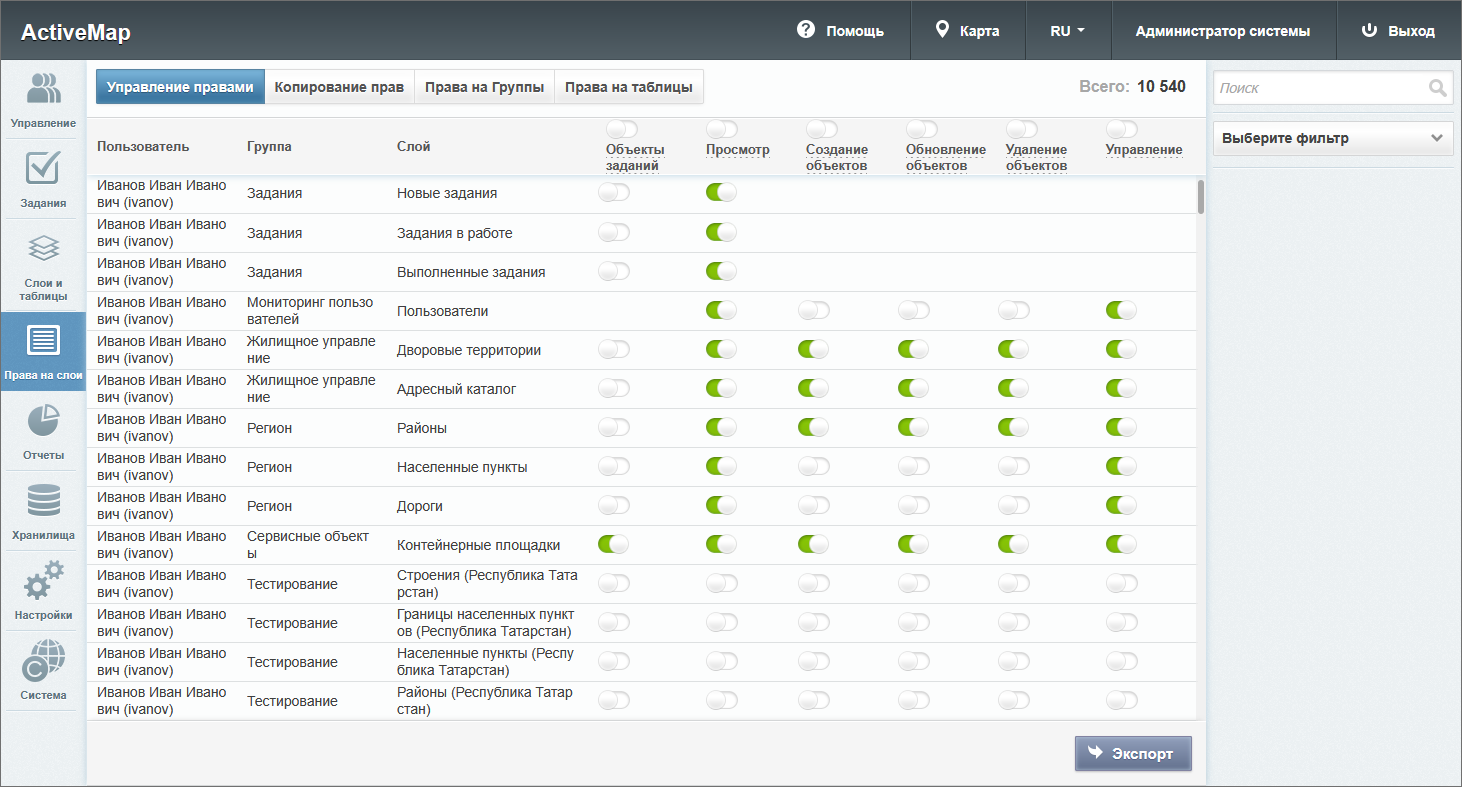 ActiveMap
Помощь
Карта
RU
Администратор системы
Выход
Управление
Задания
Слои и
таблицы
Права на слои
Отчеты
Хранилища
Настройки
Система
Управление правами
Копирование прав
Права на Группы
Права на таблицы
Всего: 10 540
Поиск
Выберите фильтр
Пользователь
Группа
Слой
Объекты
заданий
Просмотр
Создание
объектов
Обновление
объектов
Удаление
объектов
Управление
Иванов Иван Ивано
вич (ivanov)
Задания
Новые задания
Иванов Иван Ивано
вич (ivanov)
Задания
Задания в работе
Иванов Иван Ивано
вич (ivanov)
Задания
Выполненные задания
Иванов Иван Ивано
вич (ivanov)
Мониторинг пользо
вателей
Пользователи
Иванов Иван Ивано
вич (ivanov)
Жилищное управле
ние
Дворовые территории
Иванов Иван Ивано
вич (ivanov)
Жилищное управле
ние
Адресный каталог
Иванов Иван Ивано
вич (ivanov)
Регион
Районы
Иванов Иван Ивано
вич (ivanov)
Регион
Населенные пункты
Иванов Иван Ивано
вич (ivanov)
Регион
Дороги
Иванов Иван Ивано
вич (ivanov)
Сервисные объект
ы
Контейнерные площадки
Иванов Иван Ивано
вич (ivanov)
Тестирование
Строения (Республика Тата
рстан)
Иванов Иван Ивано
вич (ivanov)
Тестирование
Границы населенных пункт
ов (Республика Татарстан)
Иванов Иван Ивано
вич (ivanov)
Тестирование
Населенные пункты (Респу
блика Татарстан)
Иванов Иван Ивано
вич (ivanov)
Тестирование
Районы (Республика Татар
стан)
Экспорт